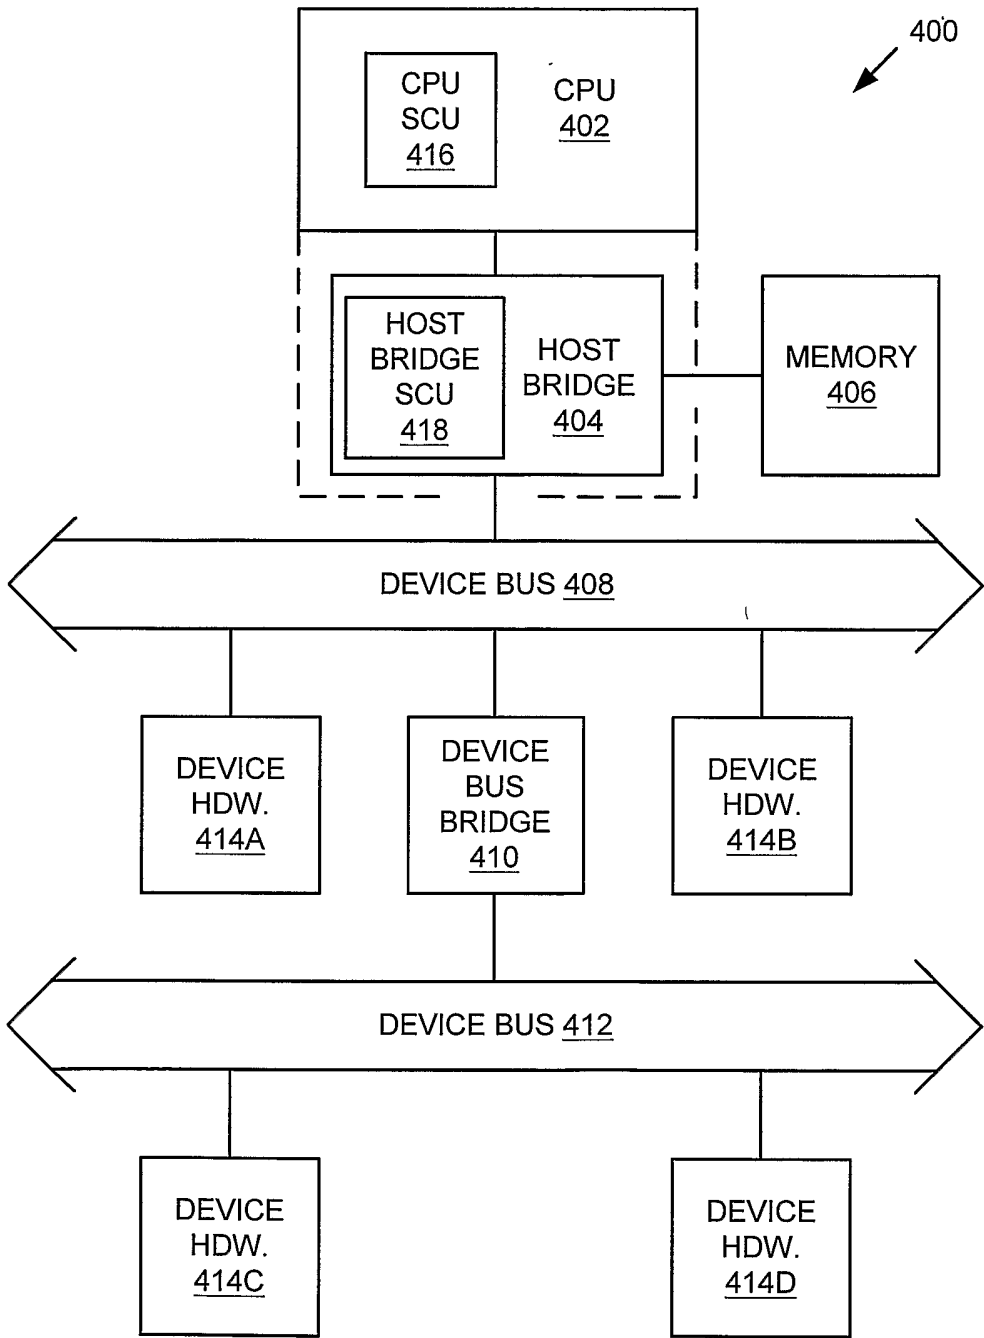 400
CPU
SCU
416
CPU
402
HOST
BRIDGE
SCU
418
HOST
BRIDGE
404
MEMORY
406
DEVICE BUS 408
DEVICE
HDW.
414A
DEVICE
BUS
BRIDGE
410
DEVICE
HDW.
414B
DEVICE BUS 412
DEVICE
HDW.
414C
DEVICE
HDW.
414D